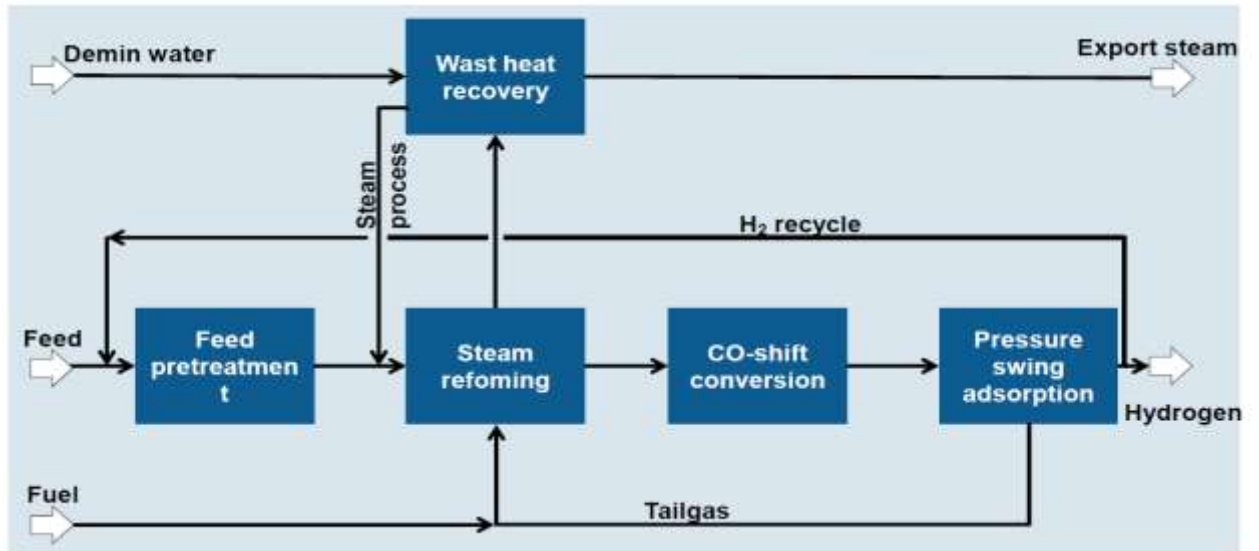 Demin water
Wast heat
recovery
Export steam
Steam
process
H₂ recycle
Feed
Feed
pretreatmen
t
Steam
refoming
CO-shift
conversion
Pressure
swing
adsorption
Hydrogen
Fuel
Tailgas